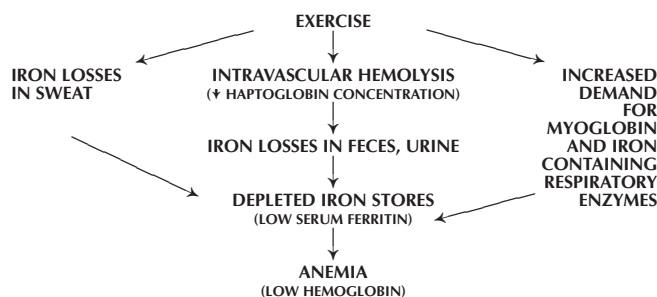 EXERCISE
IRON LOSSES
IN SWEAT
INTRAVASCULAR HEMOLYSIS
(↓ HAPTOGLOBIN CONCENTRATION)
INCREASED
DEMAND
FOR
MYOGLOBIN
AND IRON
CONTAINING
RESPIRATORY
ENZYMES
IRON LOSSES IN FECES, URINE
DEPLETED IRON STORES
(LOW SERUM FERRITIN)
ANEMIA
(LOW HEMOGLOBIN)